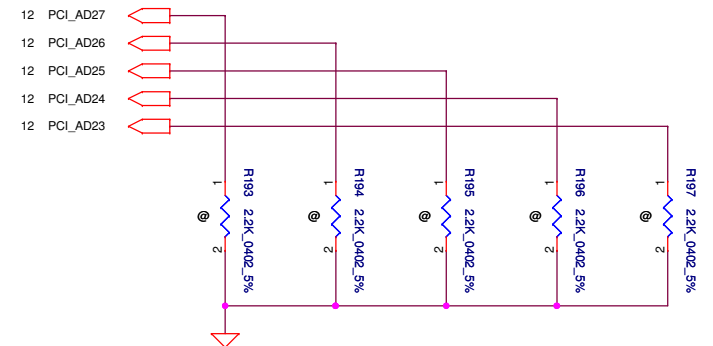 12 PCI_AD27
12 PCI_AD26
12 PCI_AD25
12 PCI_AD24
12 PCI_AD23
1
R193 2.2K_0402_5%
@
2
1
R194 2.2K_0402_5%
@
2
1
R195 2.2K_0402_5%
@
2
1
R196 2.2K_0402_5%
@
2
1
R197 2.2K_0402_5%
@
2